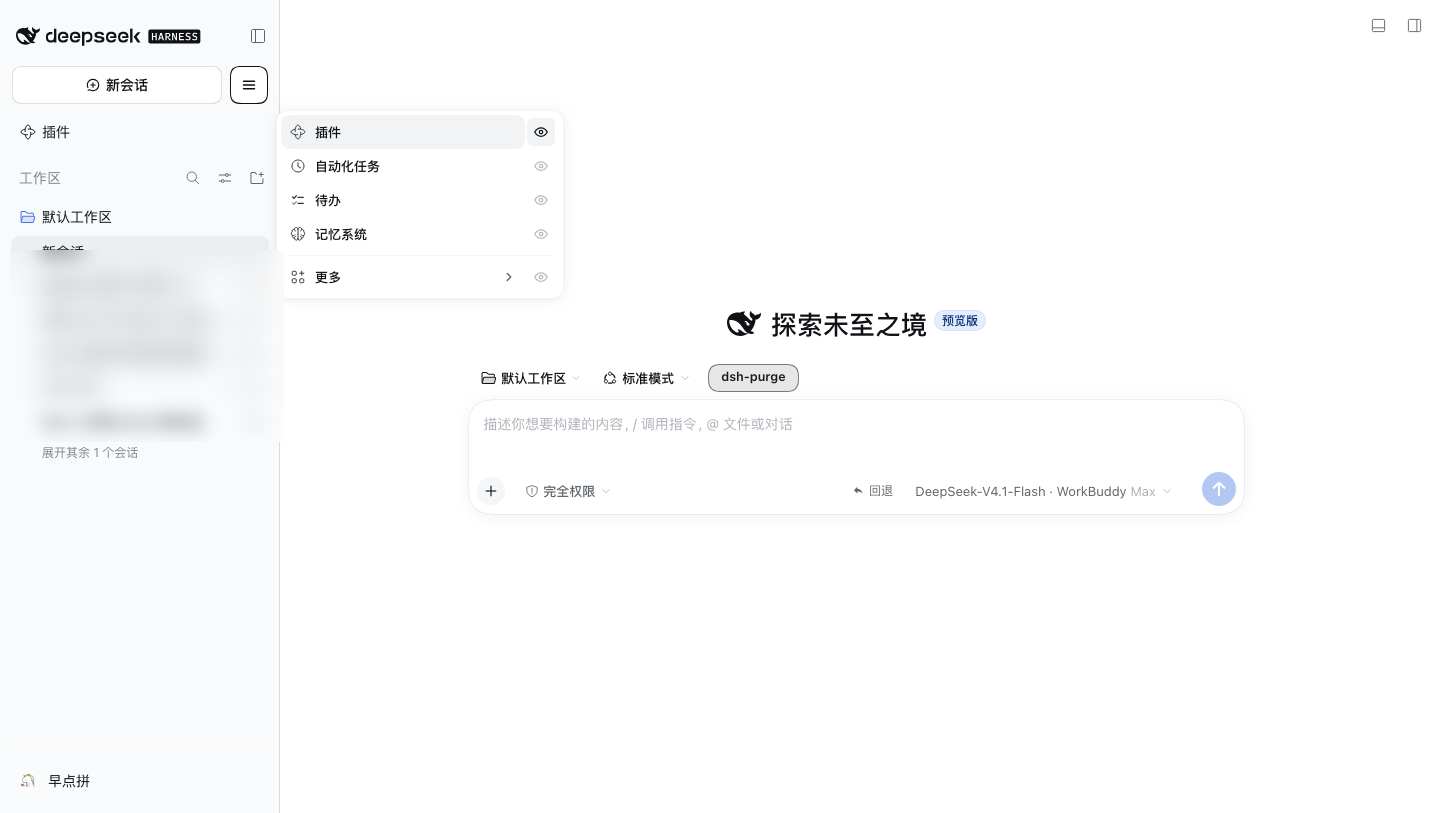 deepseek HARNESS
新会话
插件
工作区
默认工作区
新会话
展开其余 1 个会话
早点拼
插件
自动化任务
待办
记忆系统
更多
探索未至之境 预览版
默认工作区 标准模式 dsh-purge
描述你想要构建的内容, / 调用指令, @ 文件或对话
完全权限 回退 DeepSeek-V4.1-Flash · WorkBuddy Max